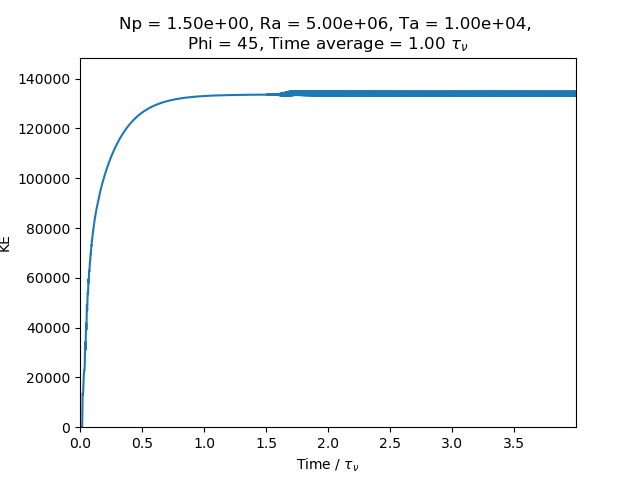 Np = 1.50e+00, Ra = 5.00e+06, Ta = 1.00e+04,
Phi = 45, Time average = 1.00 τν
140000
120000
100000
80000
60000
40000
20000
0
KE
0.0 0.5 1.0 1.5 2.0 2.5 3.0 3.5
Time / τν